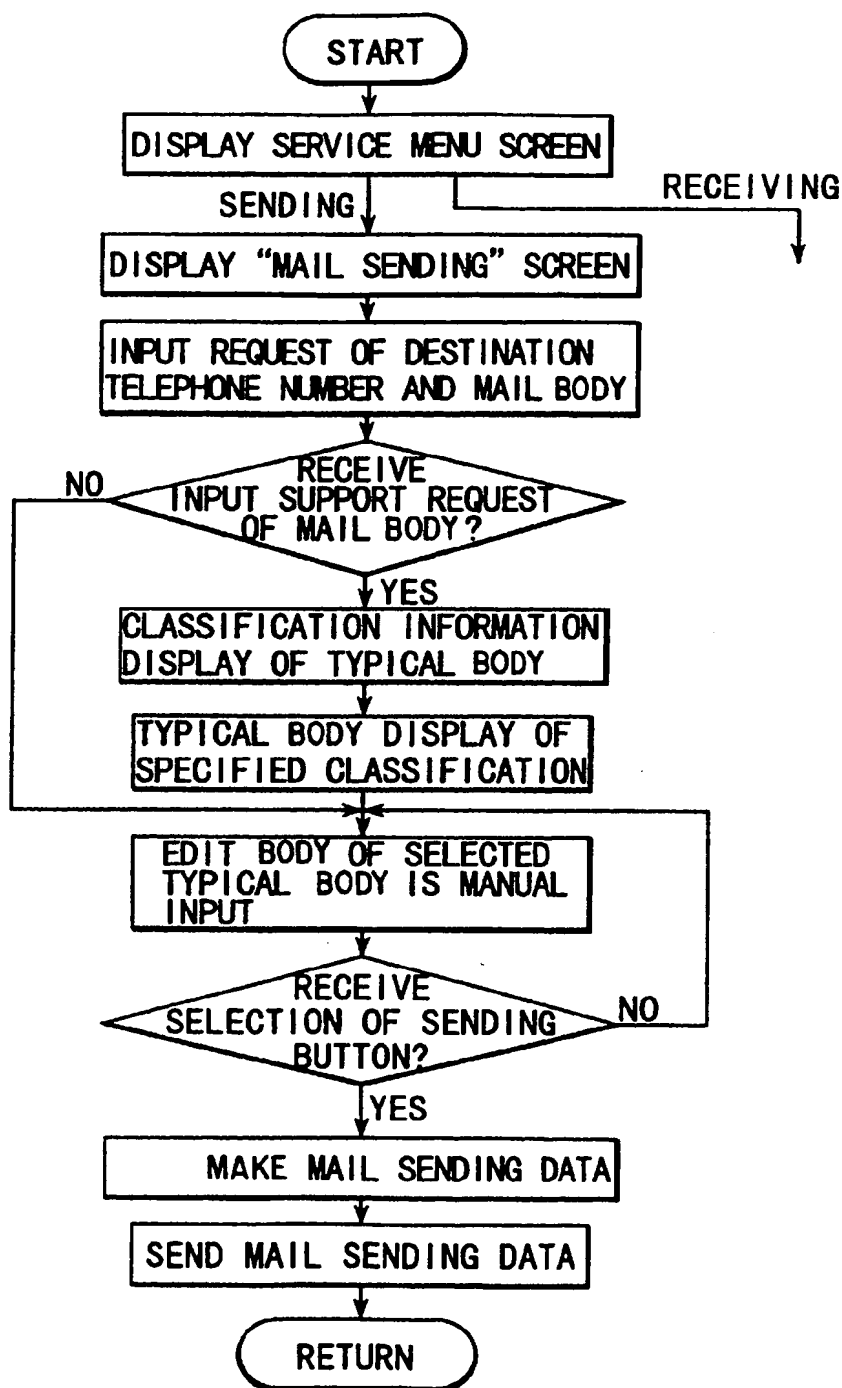 START
DISPLAY SERVICE MENU SCREEN
RECEIVING
SENDING
DISPLAY “MAIL SENDING” SCREEN
INPUT REQUEST OF DESTINATION
TELEPHONE NUMBER AND MAIL BODY
RECEIVE
INPUT SUPPORT REQUEST
OF MAIL BODY?
NO
YES
CLASSIFICATION INFORMATION
DISPLAY OF TYPICAL BODY
TYPICAL BODY DISPLAY OF
SPECIFIED CLASSIFICATION
EDIT BODY OF SELECTED
TYPICAL BODY IS MANUAL
INPUT
RECEIVE
SELECTION OF SENDING
BUTTON?
NO
YES
MAKE MAIL SENDING DATA
SEND MAIL SENDING DATA
RETURN